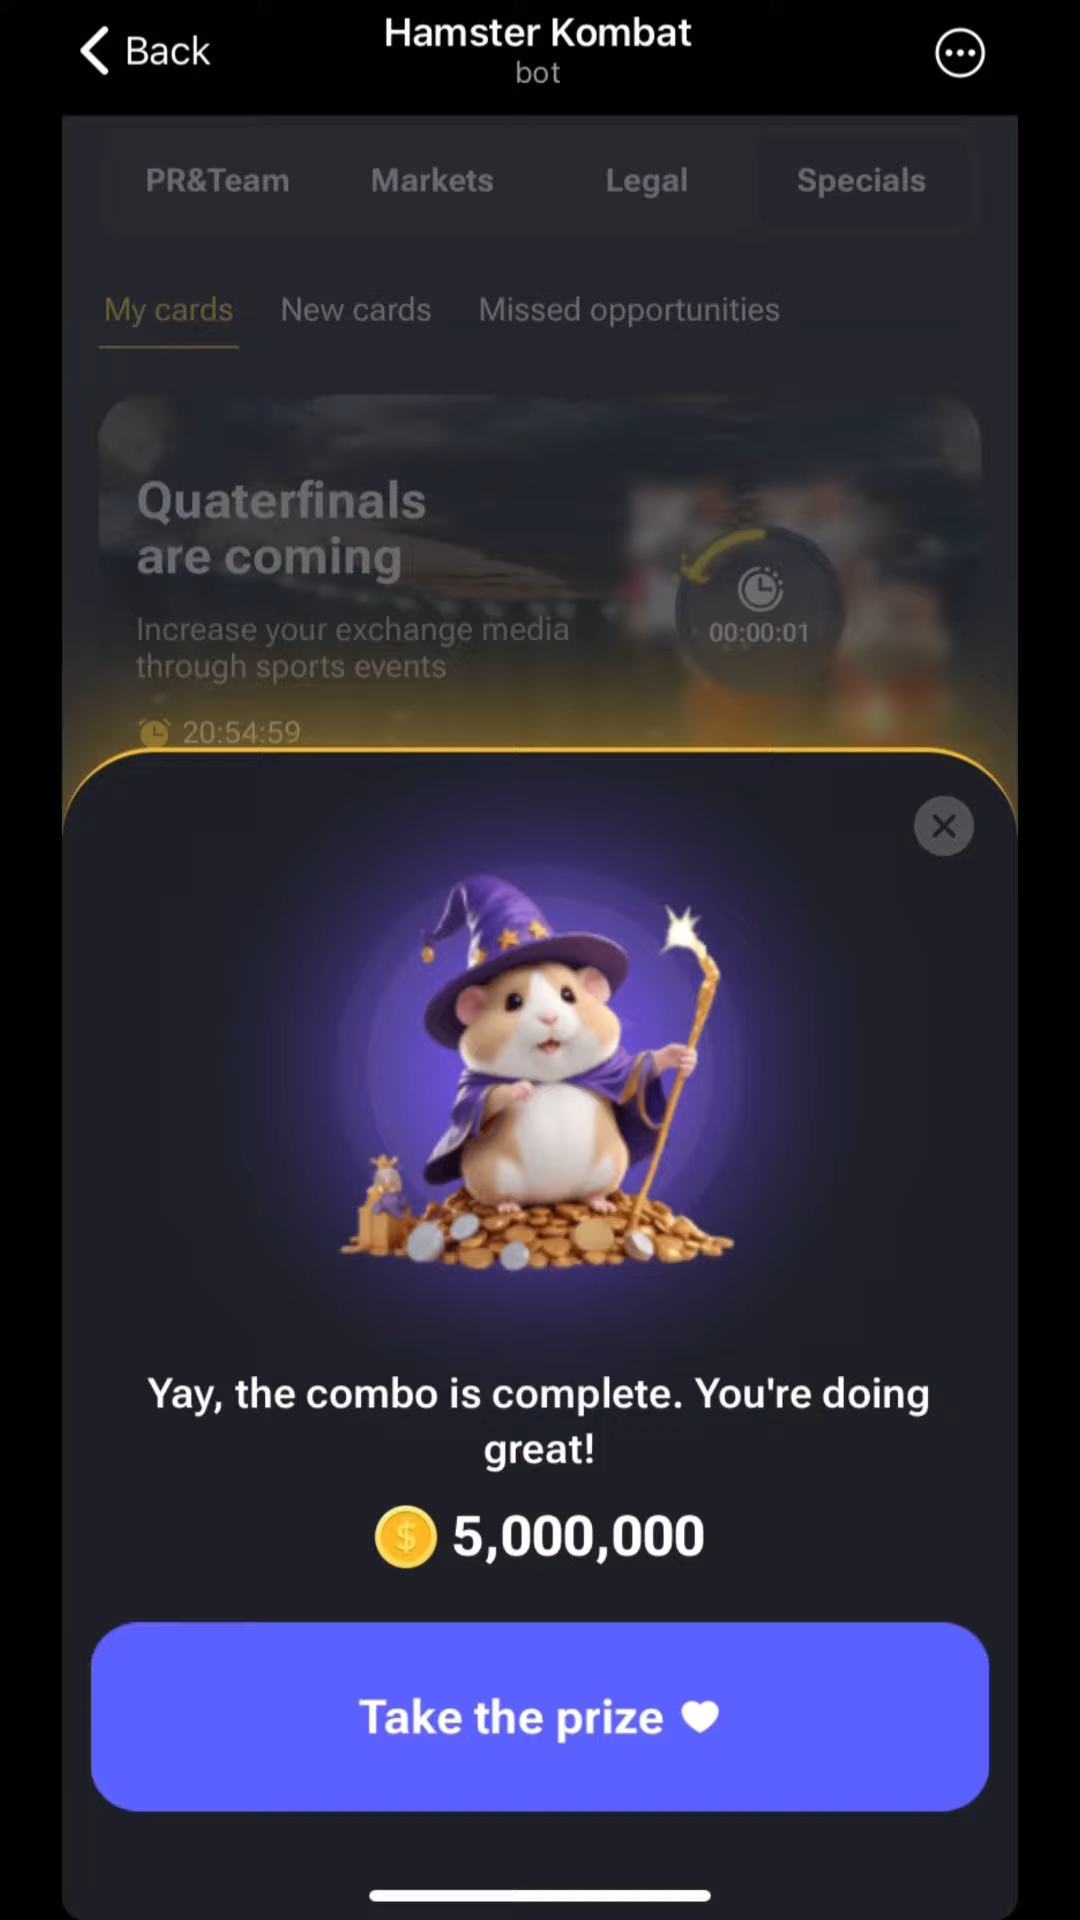 Back
Hamster Kombat
bot
PR&Team Markets Legal Specials
My cards New cards Missed opportunities
Quaterfinals
are coming
Increase your exchange media
through sports events
00:00:01
20:54:59
Yay, the combo is complete. You're doing
great!
$ 5,000,000
Take the prize